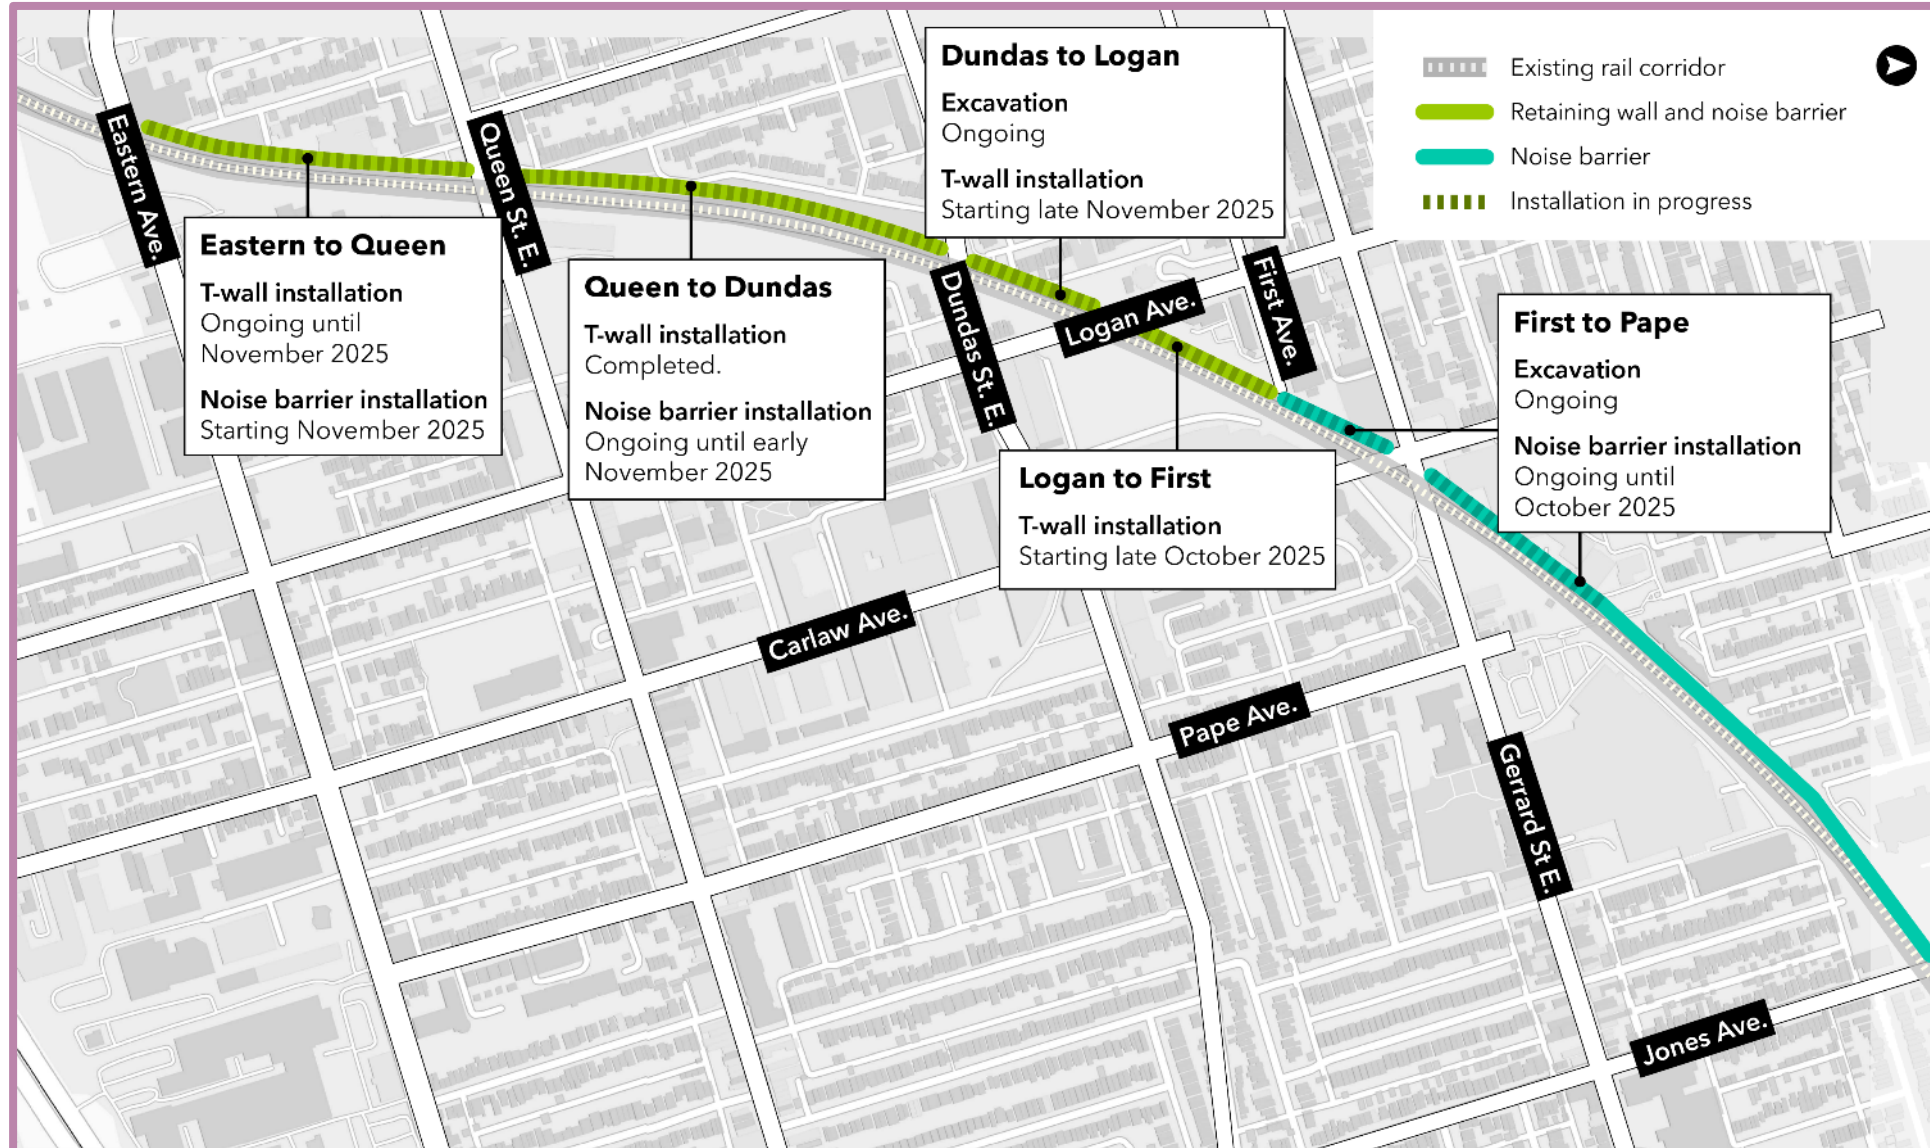 Existing rail corridor
Retaining wall and noise barrier
Noise barrier
Installation in progress
Eastern Ave.
Queen St. E.
Dundas St. E.
Logan Ave.
First Ave.
Carlaw Ave.
Pape Ave.
Gerrard St E.
Jones Ave.
Eastern to Queen
T-wall installation
Ongoing until
November 2025
Noise barrier installation
Starting November 2025
Queen to Dundas
T-wall installation
Completed.
Noise barrier installation
Ongoing until early
November 2025
Dundas to Logan
Excavation
Ongoing
T-wall installation
Starting late November 2025
Logan to First
T-wall installation
Starting late October 2025
First to Pape
Excavation
Ongoing
Noise barrier installation
Ongoing until
October 2025